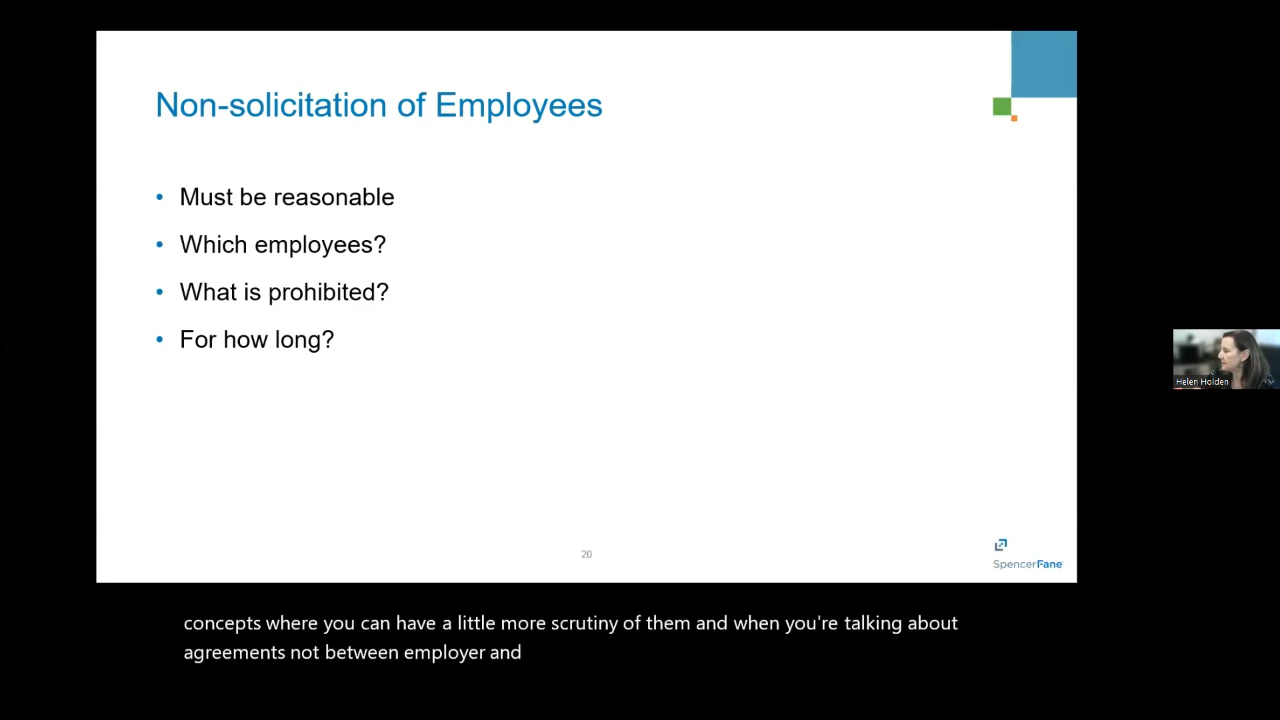 Non-solicitation of Employees
• Must be reasonable
• Which employees?
• What is prohibited?
• For how long?
Helen Holden
20
SpencerFane
concepts where you can have a little more scrutiny of them and when you're talking about
agreements not between employer and